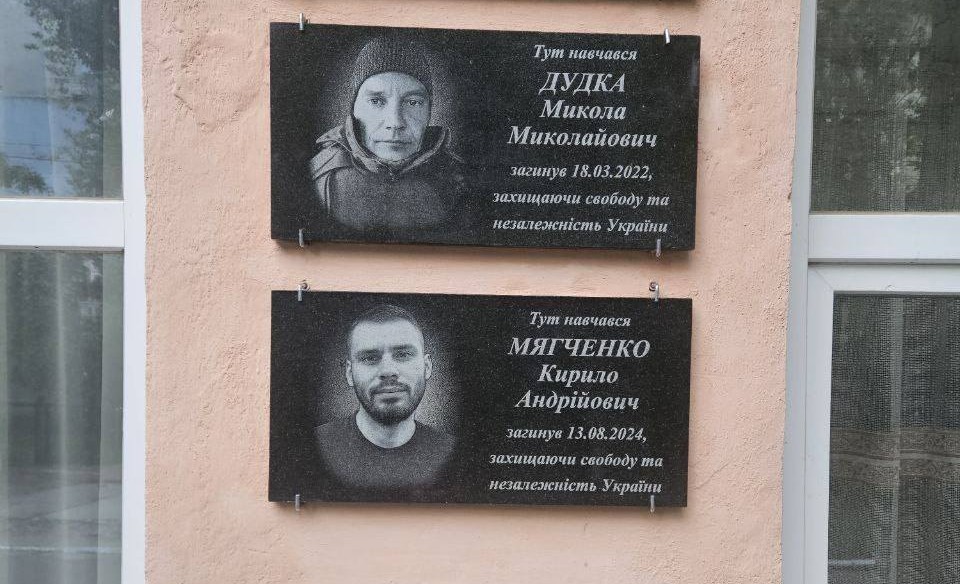 Тут навчався
ДУДКА
Микола
Миколайович
загинув 18.03.2022,
захищаючи свободу та
незалежність України
Тут навчався
МЯГЧЕНКО
Кирило
Андрійович
загинув 13.08.2024,
захищаючи свободу та
незалежність України